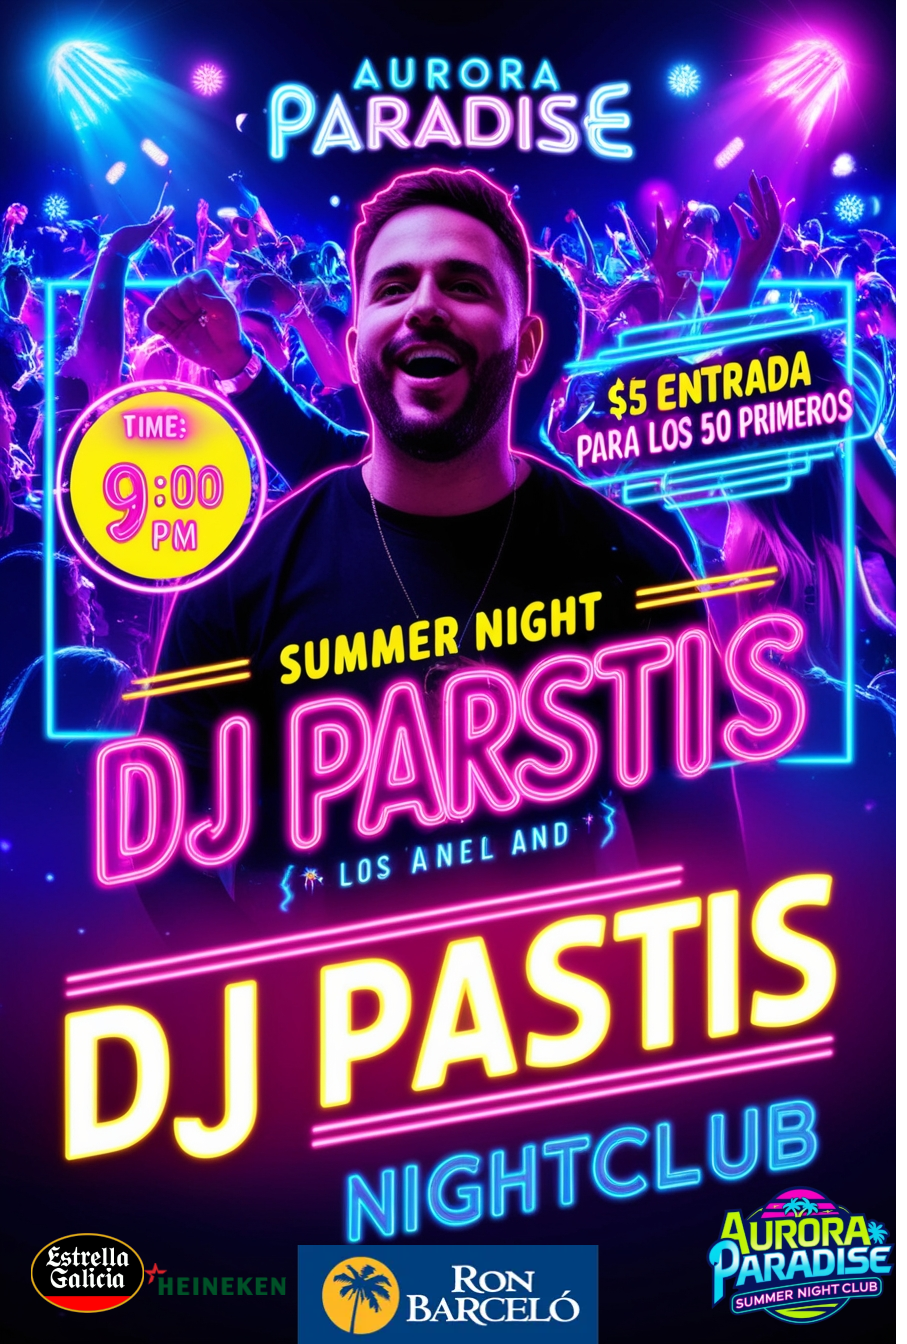 AURORA
PARADISE
$5 ENTRADA
PARA LOS 50 PRIMEROS
TIME:
9:00
PM
SUMMER NIGHT
DJ PARSTIS
LOS ANEL AND
DJ PASTIS
NIGHTCLUB
Estrella
Galicia
HEINEKEN
RON
BARCELÓ
AURORA
PARADISE
SUMMER NIGHT CLUB